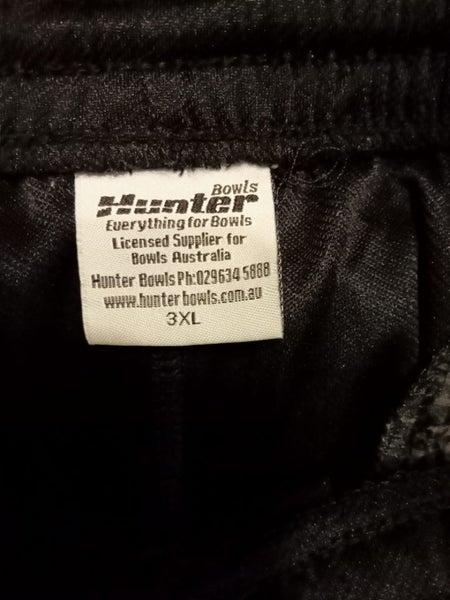 Bowls
Hunter
Everything for Bowls
Licensed Supplier for
Bowls Australia
Hunter Bowls Ph:029634 5888
www.hunterbowls.com.au
3XL